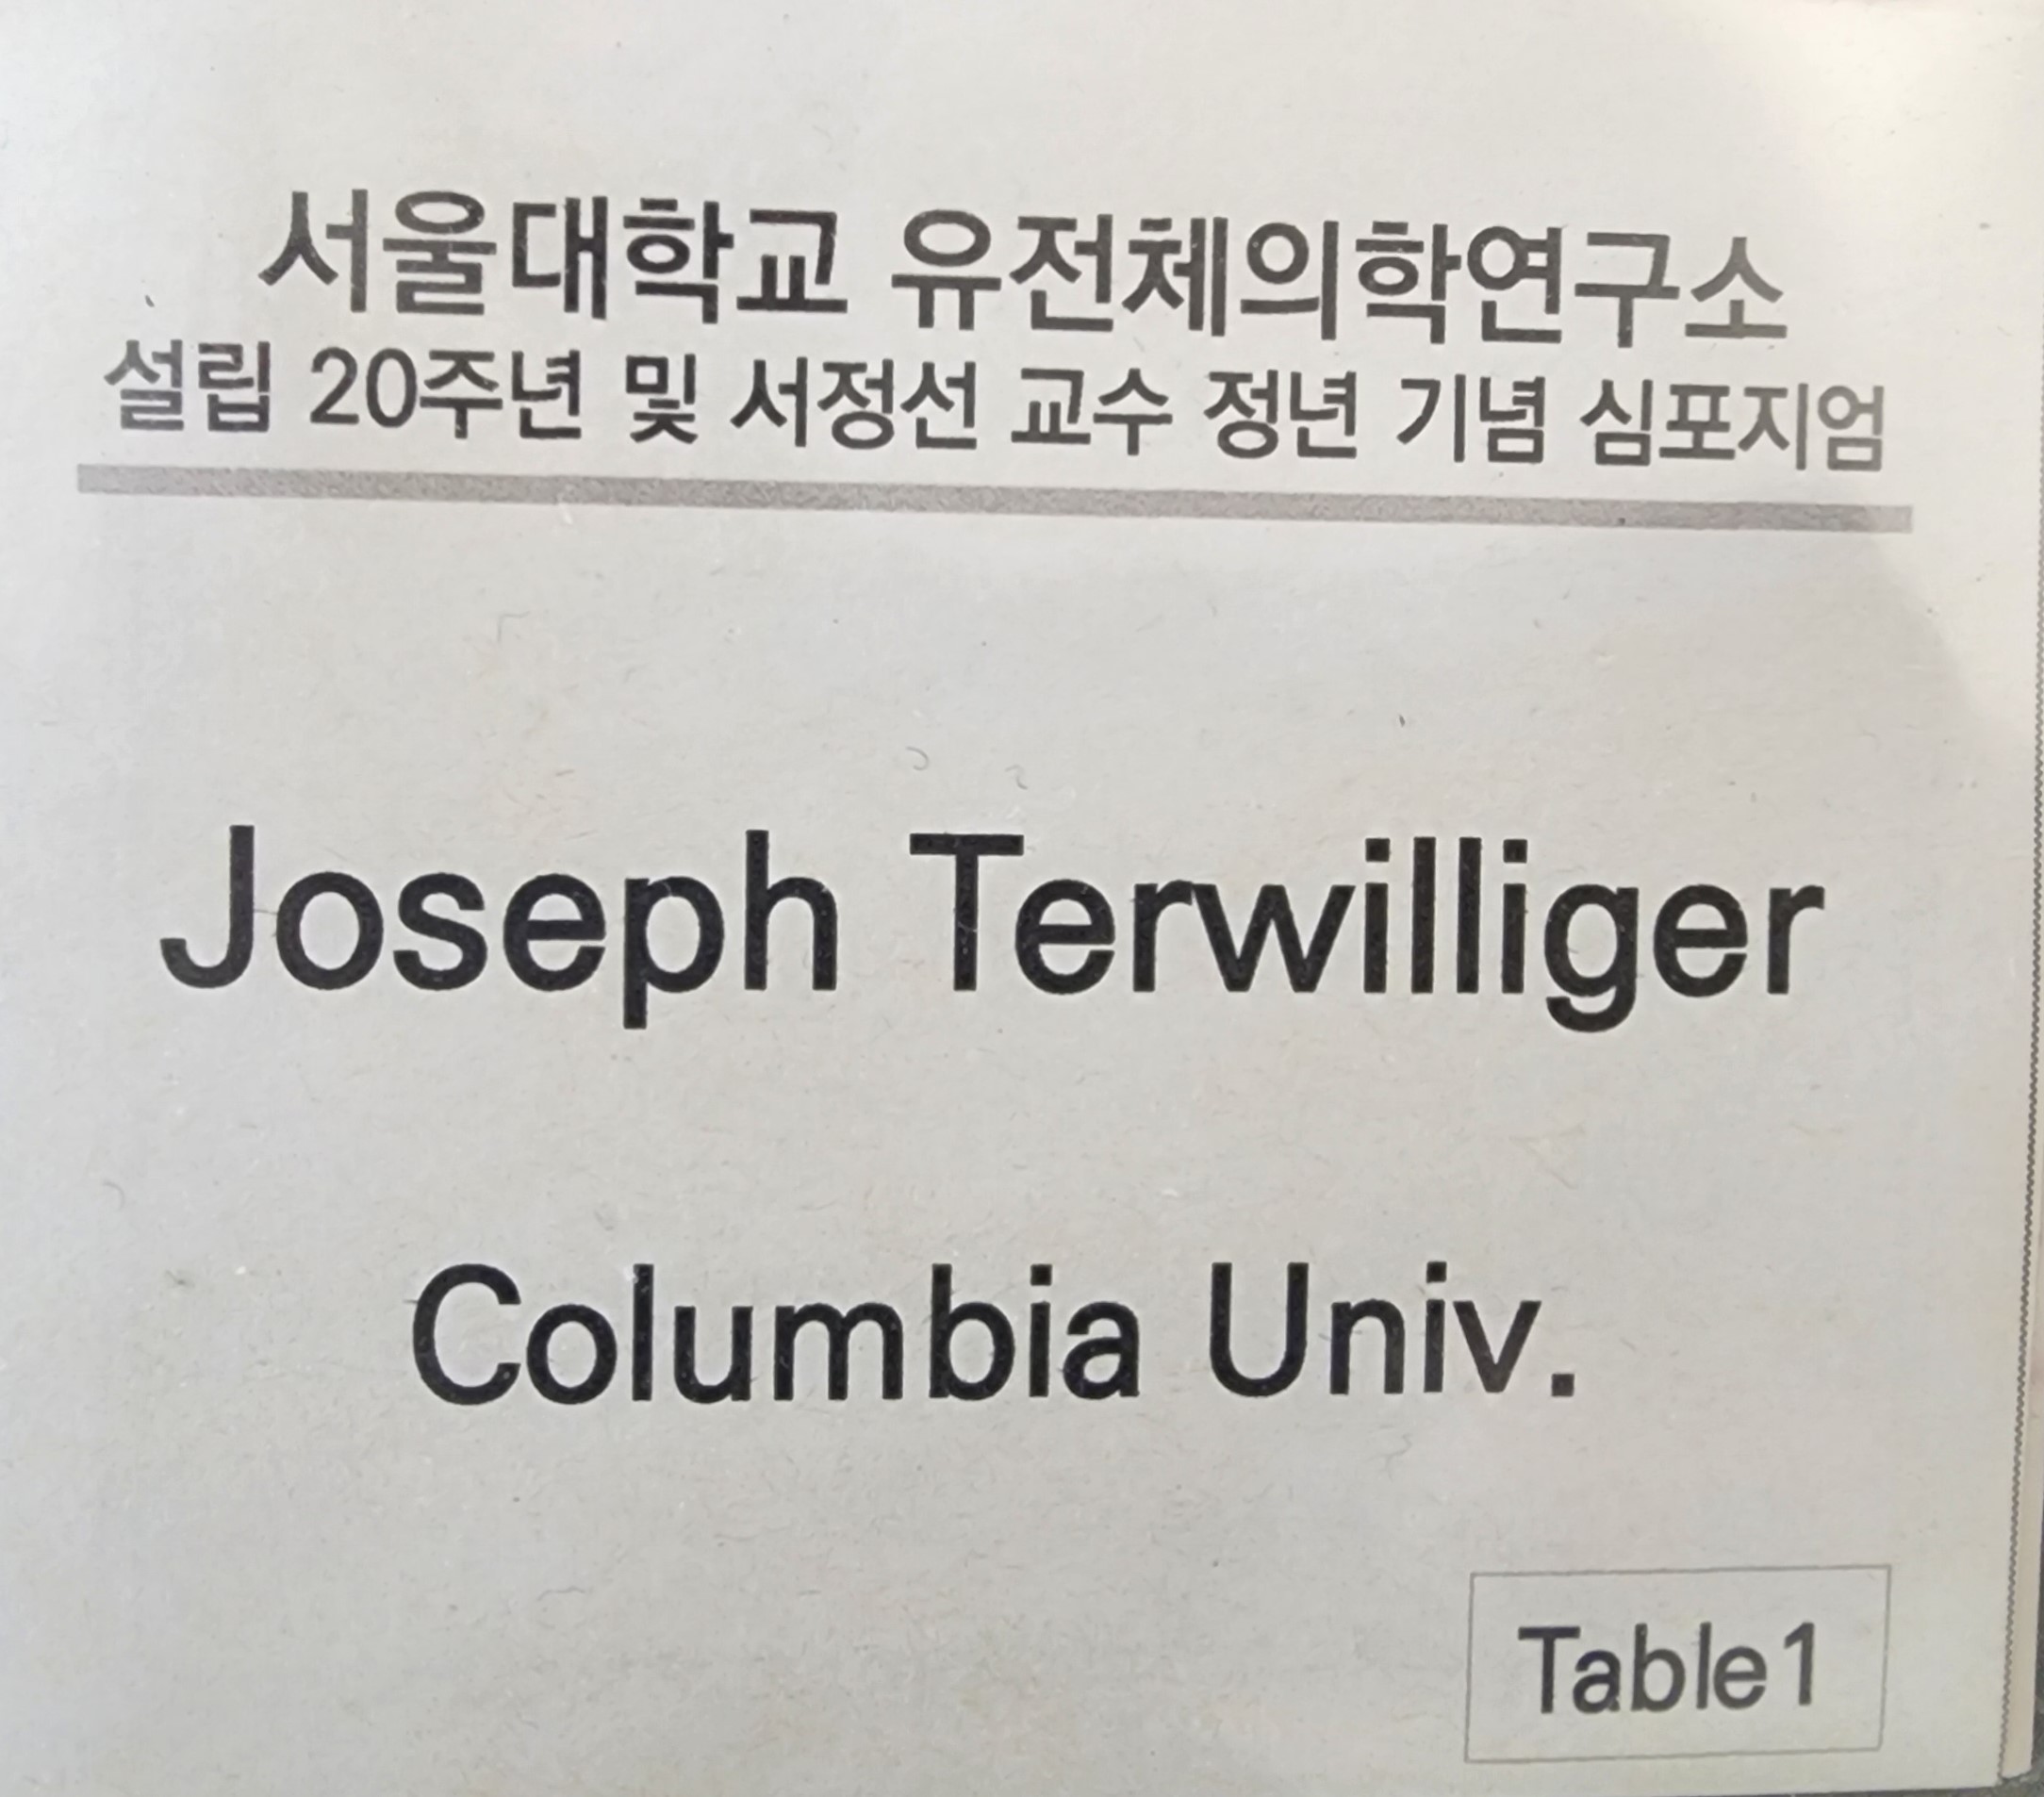 서울대학교 유전체의학연구소
설립 20주년 및 서정선 교수 정년 기념 심포지엄
Joseph Terwilliger
Columbia Univ.
Table1